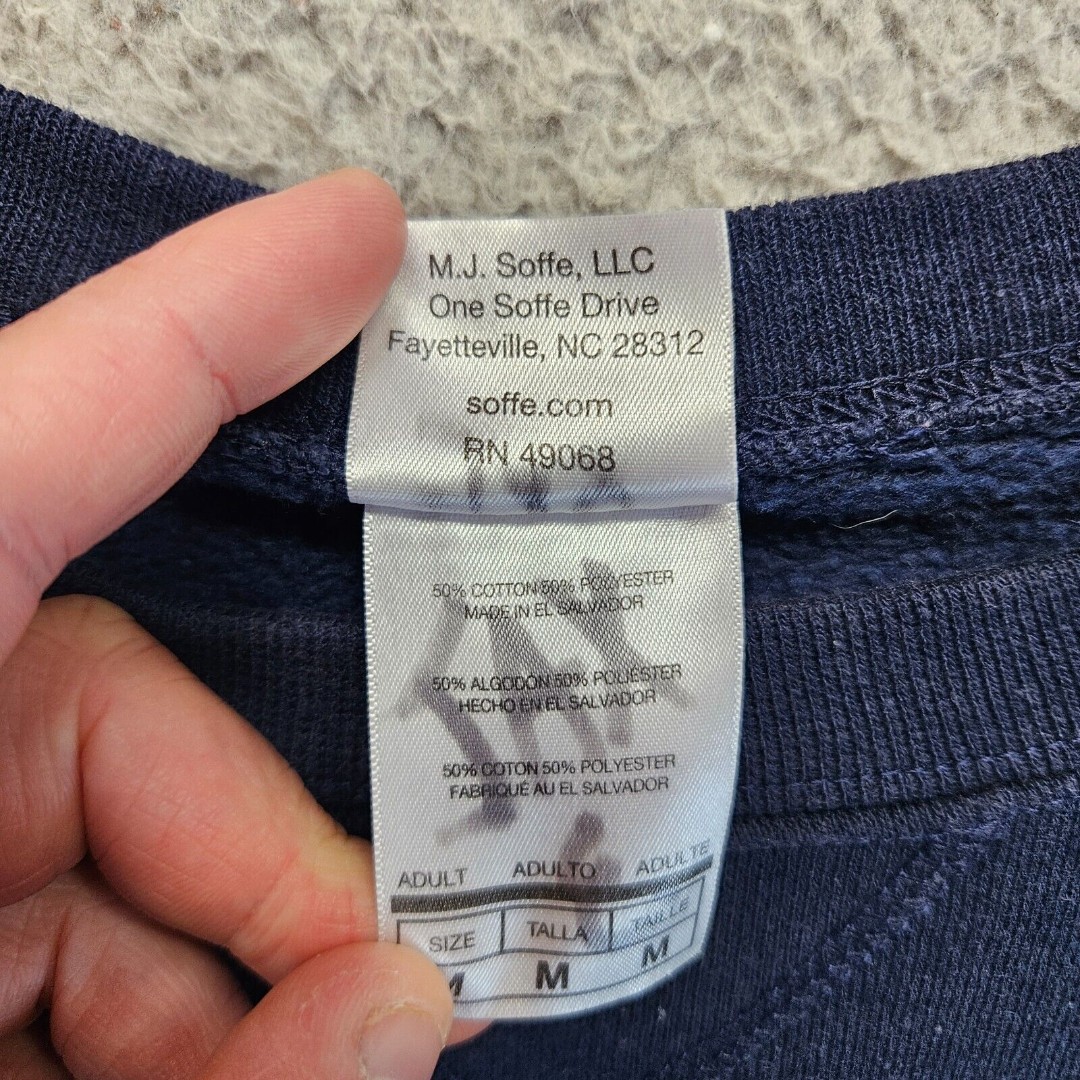 M.J. Soffe, LLC
One Soffe Drive
Fayetteville, NC 28312
soffe.com
RN 49068
50% COTTON 50% POLYESTER
MADE IN EL SALVADOR
50% ALGODON 50% POLIÉSTER
HECHO EN EL SALVADOR
50% COTON 50% POLYESTER
FABRIQUÉ AU EL SALVADOR
ADULT ADULTO ADULTE
SIZE TALLA TAILLE
M M M